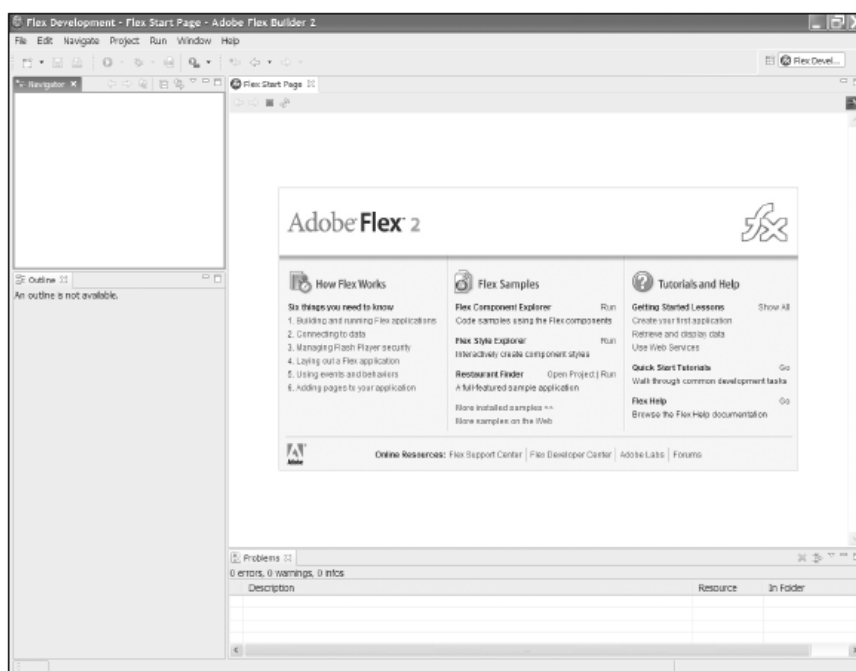 Flex Development - Flex Start Page - Adobe Flex Builder 2
File Edit Navigate Project Run Window Help
Flex Devel...
Navigator
Flex Start Page
Adobe Flex 2
How Flex Works
Six things you need to know
1. Building and running Flex applications
2. Connecting to data
3. Managing Flash Player security
4. Laying out a Flex application
5. Using events and behaviors
6. Adding pages to your application
Flex Samples
Flex Component Explorer Run
Code samples using the Flex components
Flex Style Explorer Run
Interactively create component styles
Restaurant Finder Open Project | Run
A full-featured sample application
More installed samples >>
More samples on the Web
Tutorials and Help
Getting Started Lessons Show All
Create your first application
Retrieve and display data
Use Web Services
Quick Start Tutorials Go
Walk through common development tasks
Flex Help Go
Browse the Flex Help documentation
Adobe
Online Resources: Flex Support Center | Flex Developer Center | Adobe Labs | Forums
Outline
An outline is not available.
Problems
0 errors, 0 warnings, 0 infos
Description Resource In Folder